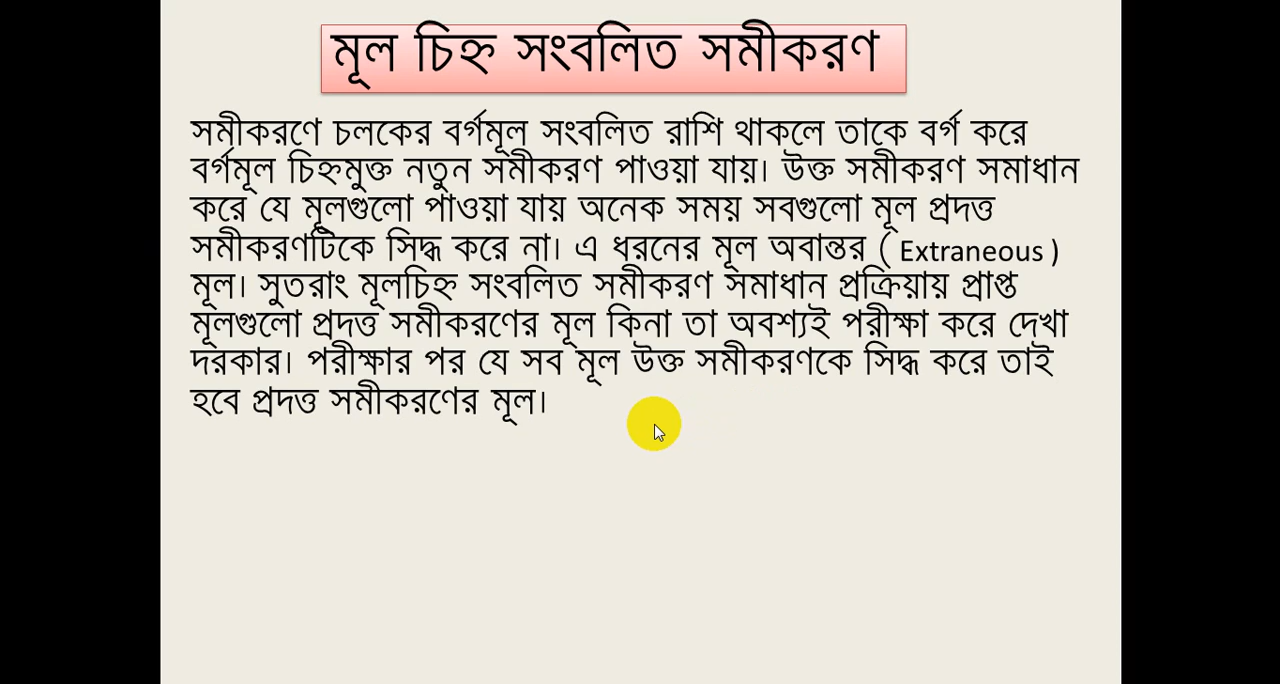 মূল চিহ্ন সংবলিত সমীকরণ
সমীকরণে চলকের বর্গমূল সংবলিত রাশি থাকলে তাকে বর্গ করে
বর্গমূল চিহ্নমুক্ত নতুন সমীকরণ পাওয়া যায়। উক্ত সমীকরণ সমাধান
করে যে মূলগুলো পাওয়া যায় অনেক সময় সবগুলো মূল প্রদত্ত
সমীকরণটিকে সিদ্ধ করে না। এ ধরনের মূল অবান্তর ( Extraneous )
মূল। সুতরাং মূলচিহ্ন সংবলিত সমীকরণ সমাধান প্রক্রিয়ায় প্রাপ্ত
মূলগুলো প্রদত্ত সমীকরণের মূল কিনা তা অবশ্যই পরীক্ষা করে দেখা
দরকার। পরীক্ষার পর যে সব মূল উক্ত সমীকরণকে সিদ্ধ করে তাই
হবে প্রদত্ত সমীকরণের মূল।